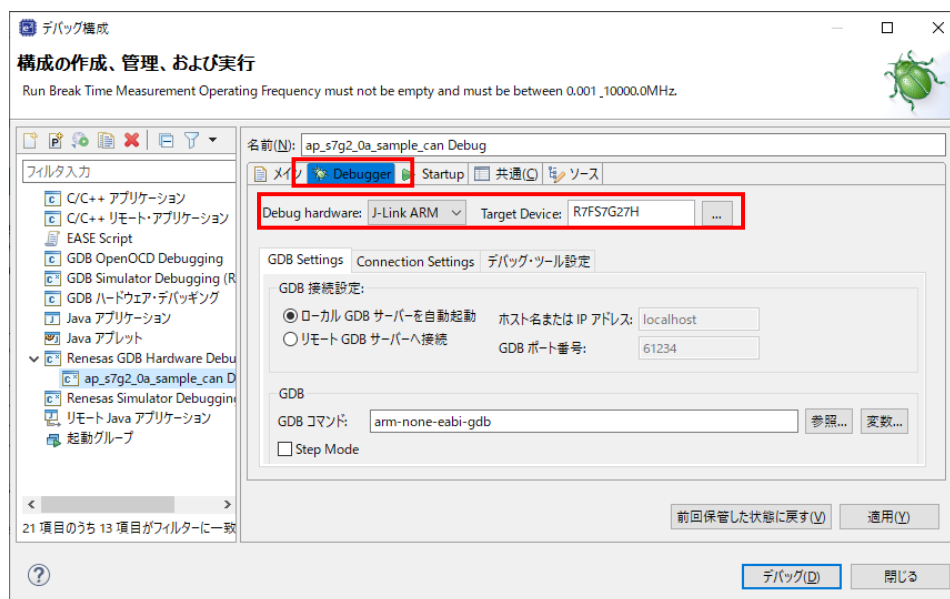 デバッグ構成
構成の作成、管理、および実行
Run Break Time Measurement Operating Frequency must not be empty and must be between 0.001 _10000.0MHz.
フィルタ入力
C/C++ アプリケーション
C/C++ リモート・アプリケーション
EASE Script
GDB OpenOCD Debugging
GDB Simulator Debugging (R
GDB ハードウェア・デバッギング
Java アプリケーション
Java アプレット
Renesas GDB Hardware Debu
ap_s7g2_0a_sample_can D
Renesas Simulator Debugging
リモート Java アプリケーション
起動グループ
21 項目のうち 13 項目がフィルターに一致
名前(N): ap_s7g2_0a_sample_can Debug
メイン Debugger Startup 共通(C) ソース
Debug hardware: J-Link ARM Target Device: R7FS7G27H ...
GDB Settings Connection Settings デバッグ・ツール設定
GDB 接続設定:
ローカル GDB サーバーを自動起動 ホスト名または IP アドレス: localhost
リモート GDB サーバーへ接続 GDB ポート番号: 61234
GDB
GDB コマンド: arm-none-eabi-gdb 参照... 変数...
Step Mode
前回保管した状態に戻す(V) 適用(Y)
デバッグ(D) 閉じる